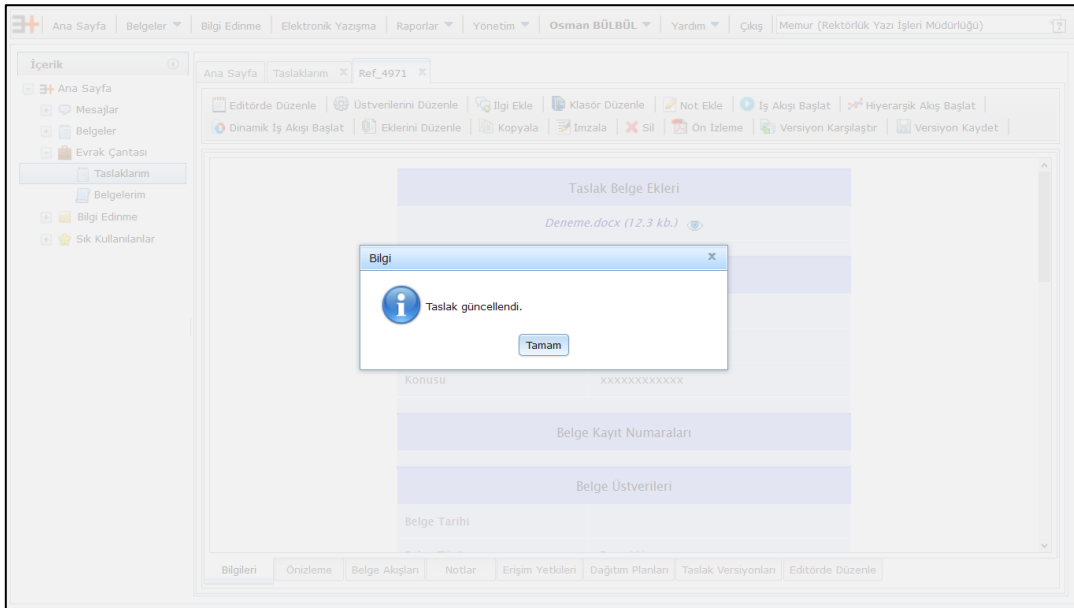 Ana Sayfa Belgeler Bilgi Edinme Elektronik Yazışma Raporlar Yönetim Osman BÜLBÜL Yardım Çıkış Memur (Rektörlük Yazı İşleri Müdürlüğü)
İçerik
Ana Sayfa
Mesajlar
Belgeler
Evrak Çantası
Taslaklarım
Belgelerim
Bilgi Edinme
Sık Kullanılanlar
Ana Sayfa Taslaklarım X Ref_4971 X
Editörde Düzenle Üstverilerini Düzenle İlgi Ekle Klasör Düzenle Not Ekle İş Akışı Başlat Hiyerarşik Akış Başlat
Dinamik İş Akışı Başlat Eklerini Düzenle Kopyala İmzala Sil Ön İzleme Versiyon Karşılaştır Versiyon Kaydet
Taslak Belge Ekleri
Deneme.docx (12.3 kb.)
Bilgi x
Taslak güncellendi.
Tamam
Konusu xxxxxxxxxxxx
Belge Kayıt Numaraları
Belge Üstverileri
Belge Tarihi
Bilgileri Önizleme Belge Akışları Notlar Erişim Yetkileri Dağıtım Planları Taslak Versiyonları Editörde Düzenle